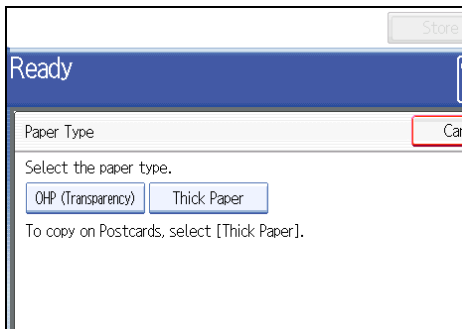 Store
Ready
Paper Type
Select the paper type.
OHP (Transparency) Thick Paper
To copy on Postcards, select [Thick Paper].